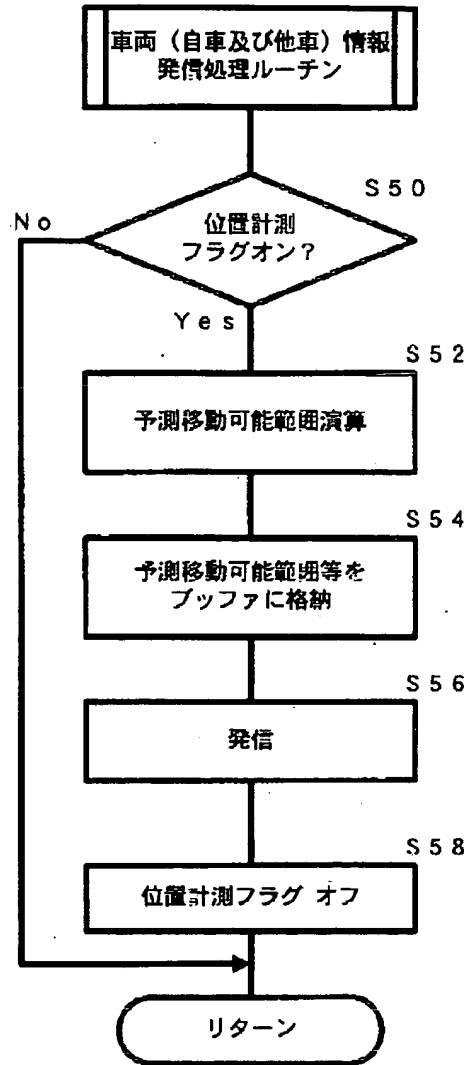 車両（自車及び他車）情報
発信処理ルーチン
S50
位置計測
フラグオン？
No
Yes
S52
予測移動可能範囲演算
S54
予測移動可能範囲等を
ブッファに格納
S56
発信
S58
位置計測フラグ オフ
リターン